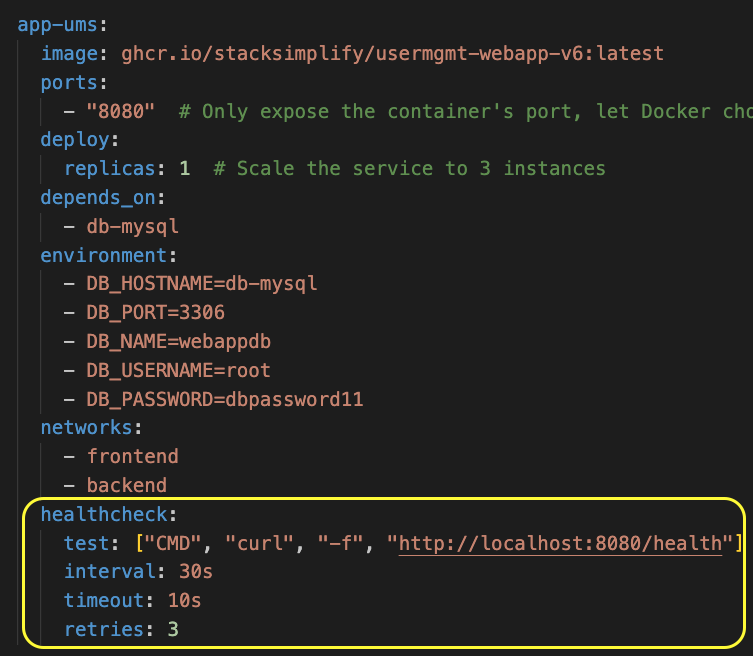 app-ums:
image: ghcr.io/stacksimplify/usermgmt-webapp-v6:latest
ports:
- "8080" # Only expose the container's port, let Docker
deploy:
replicas: 1 # Scale the service to 3 instances
depends_on:
- db-mysql
environment:
- DB_HOSTNAME=db-mysql
- DB_PORT=3306
- DB_NAME=webappdb
- DB_USERNAME=root
- DB_PASSWORD=dbpassword11
networks:
- frontend
- backend
healthcheck:
test: ["CMD", "curl", "-f", "http://localhost:8080/health"]
interval: 30s
timeout: 10s
retries: 3